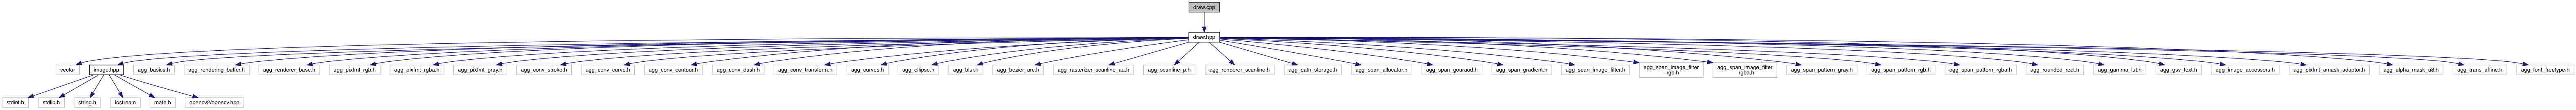 draw.cpp
draw.hpp
vector
image.hpp
agg_basics.h
agg_rendering_buffer.h
agg_renderer_base.h
agg_pixfmt_rgb.h
agg_pixfmt_rgba.h
agg_pixfmt_gray.h
agg_conv_stroke.h
agg_conv_curve.h
agg_conv_contour.h
agg_conv_dash.h
agg_conv_transform.h
agg_curves.h
agg_ellipse.h
agg_blur.h
agg_bezier_arc.h
agg_rasterizer_scanline_aa.h
agg_scanline_p.h
agg_renderer_scanline.h
agg_path_storage.h
agg_span_allocator.h
agg_span_gouraud.h
agg_span_gradient.h
agg_span_image_filter.h
agg_span_image_filter
_rgb.h
agg_span_image_filter
_rgba.h
agg_span_pattern_gray.h
agg_span_pattern_rgb.h
agg_span_pattern_rgba.h
agg_rounded_rect.h
agg_gamma_lut.h
agg_gsv_text.h
agg_image_accessors.h
agg_pixfmt_amask_adaptor.h
agg_alpha_mask_u8.h
agg_trans_affine.h
agg_font_freetype.h
stdint.h
stdlib.h
string.h
iostream
math.h
opencv2/opencv.hpp